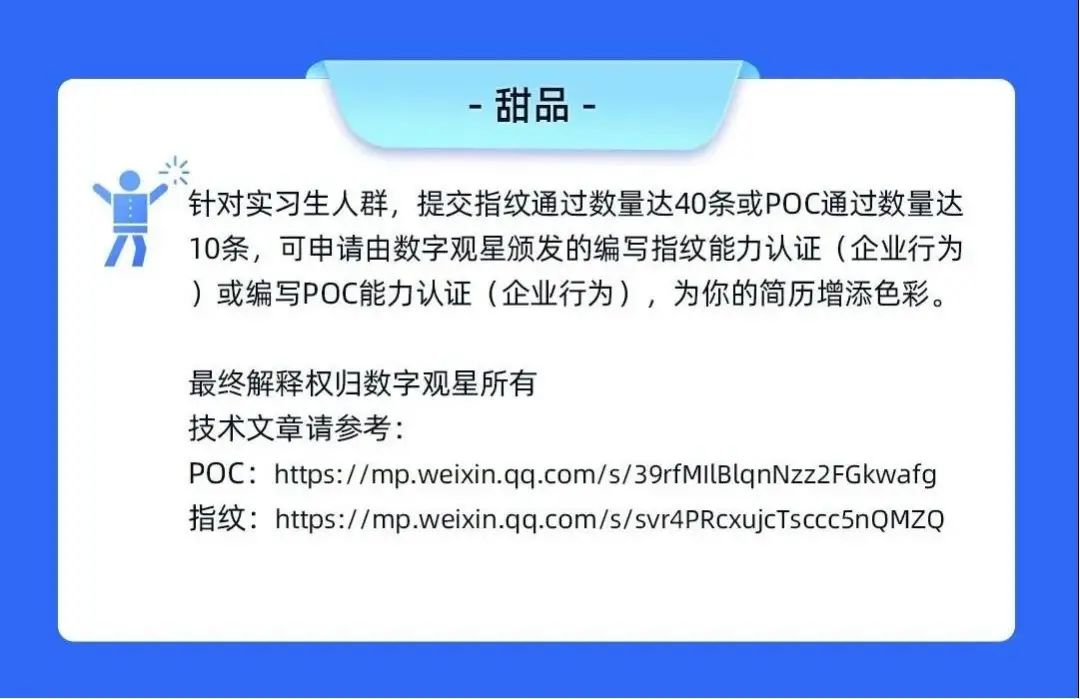 - 甜品 -
针对实习生人群，提交指纹通过数量达40条或POC通过数量达
10条，可申请由数字观星颁发的编写指纹能力认证（企业行为
）或编写POC能力认证（企业行为），为你的简历增添色彩。
最终解释权归数字观星所有
技术文章请参考：
POC：https://mp.weixin.qq.com/s/39rfMIlBlqnNzz2FGkwafg
指纹：https://mp.weixin.qq.com/s/svr4PRcxujcTsccc5nQMZQ